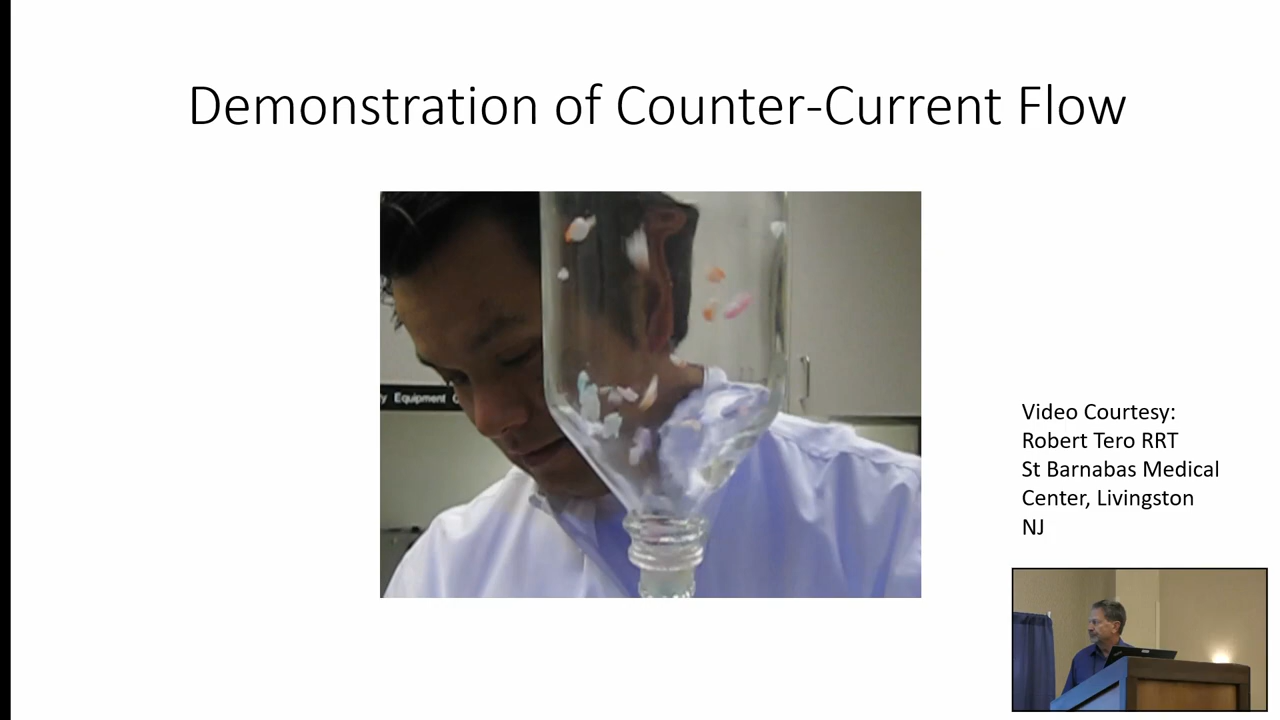 Demonstration of Counter-Current Flow
y Equipment
Video Courtesy:
Robert Tero RRT
St Barnabas Medical
Center, Livingston
NJ